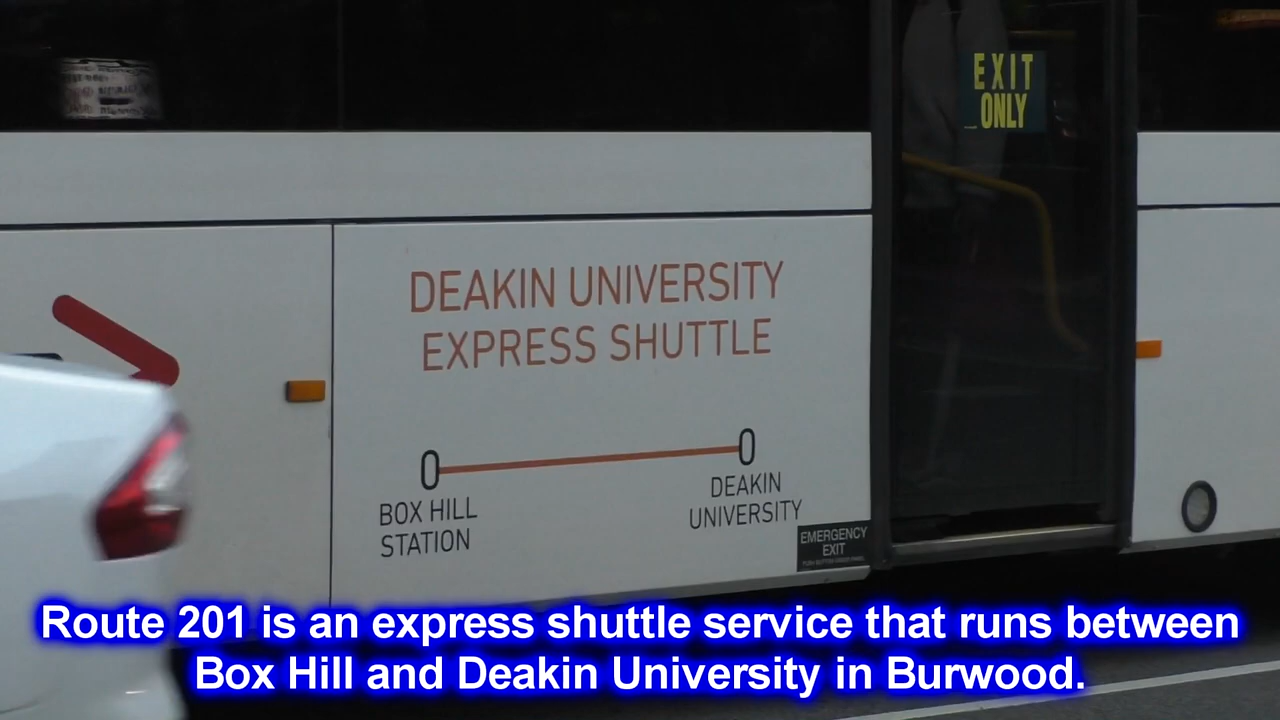 EXIT
ONLY
DEAKIN UNIVERSITY
EXPRESS SHUTTLE
BOX HILL
STATION
DEAKIN
UNIVERSITY
EMERGENCY
EXIT
Route 201 is an express shuttle service that runs between
Box Hill and Deakin University in Burwood.